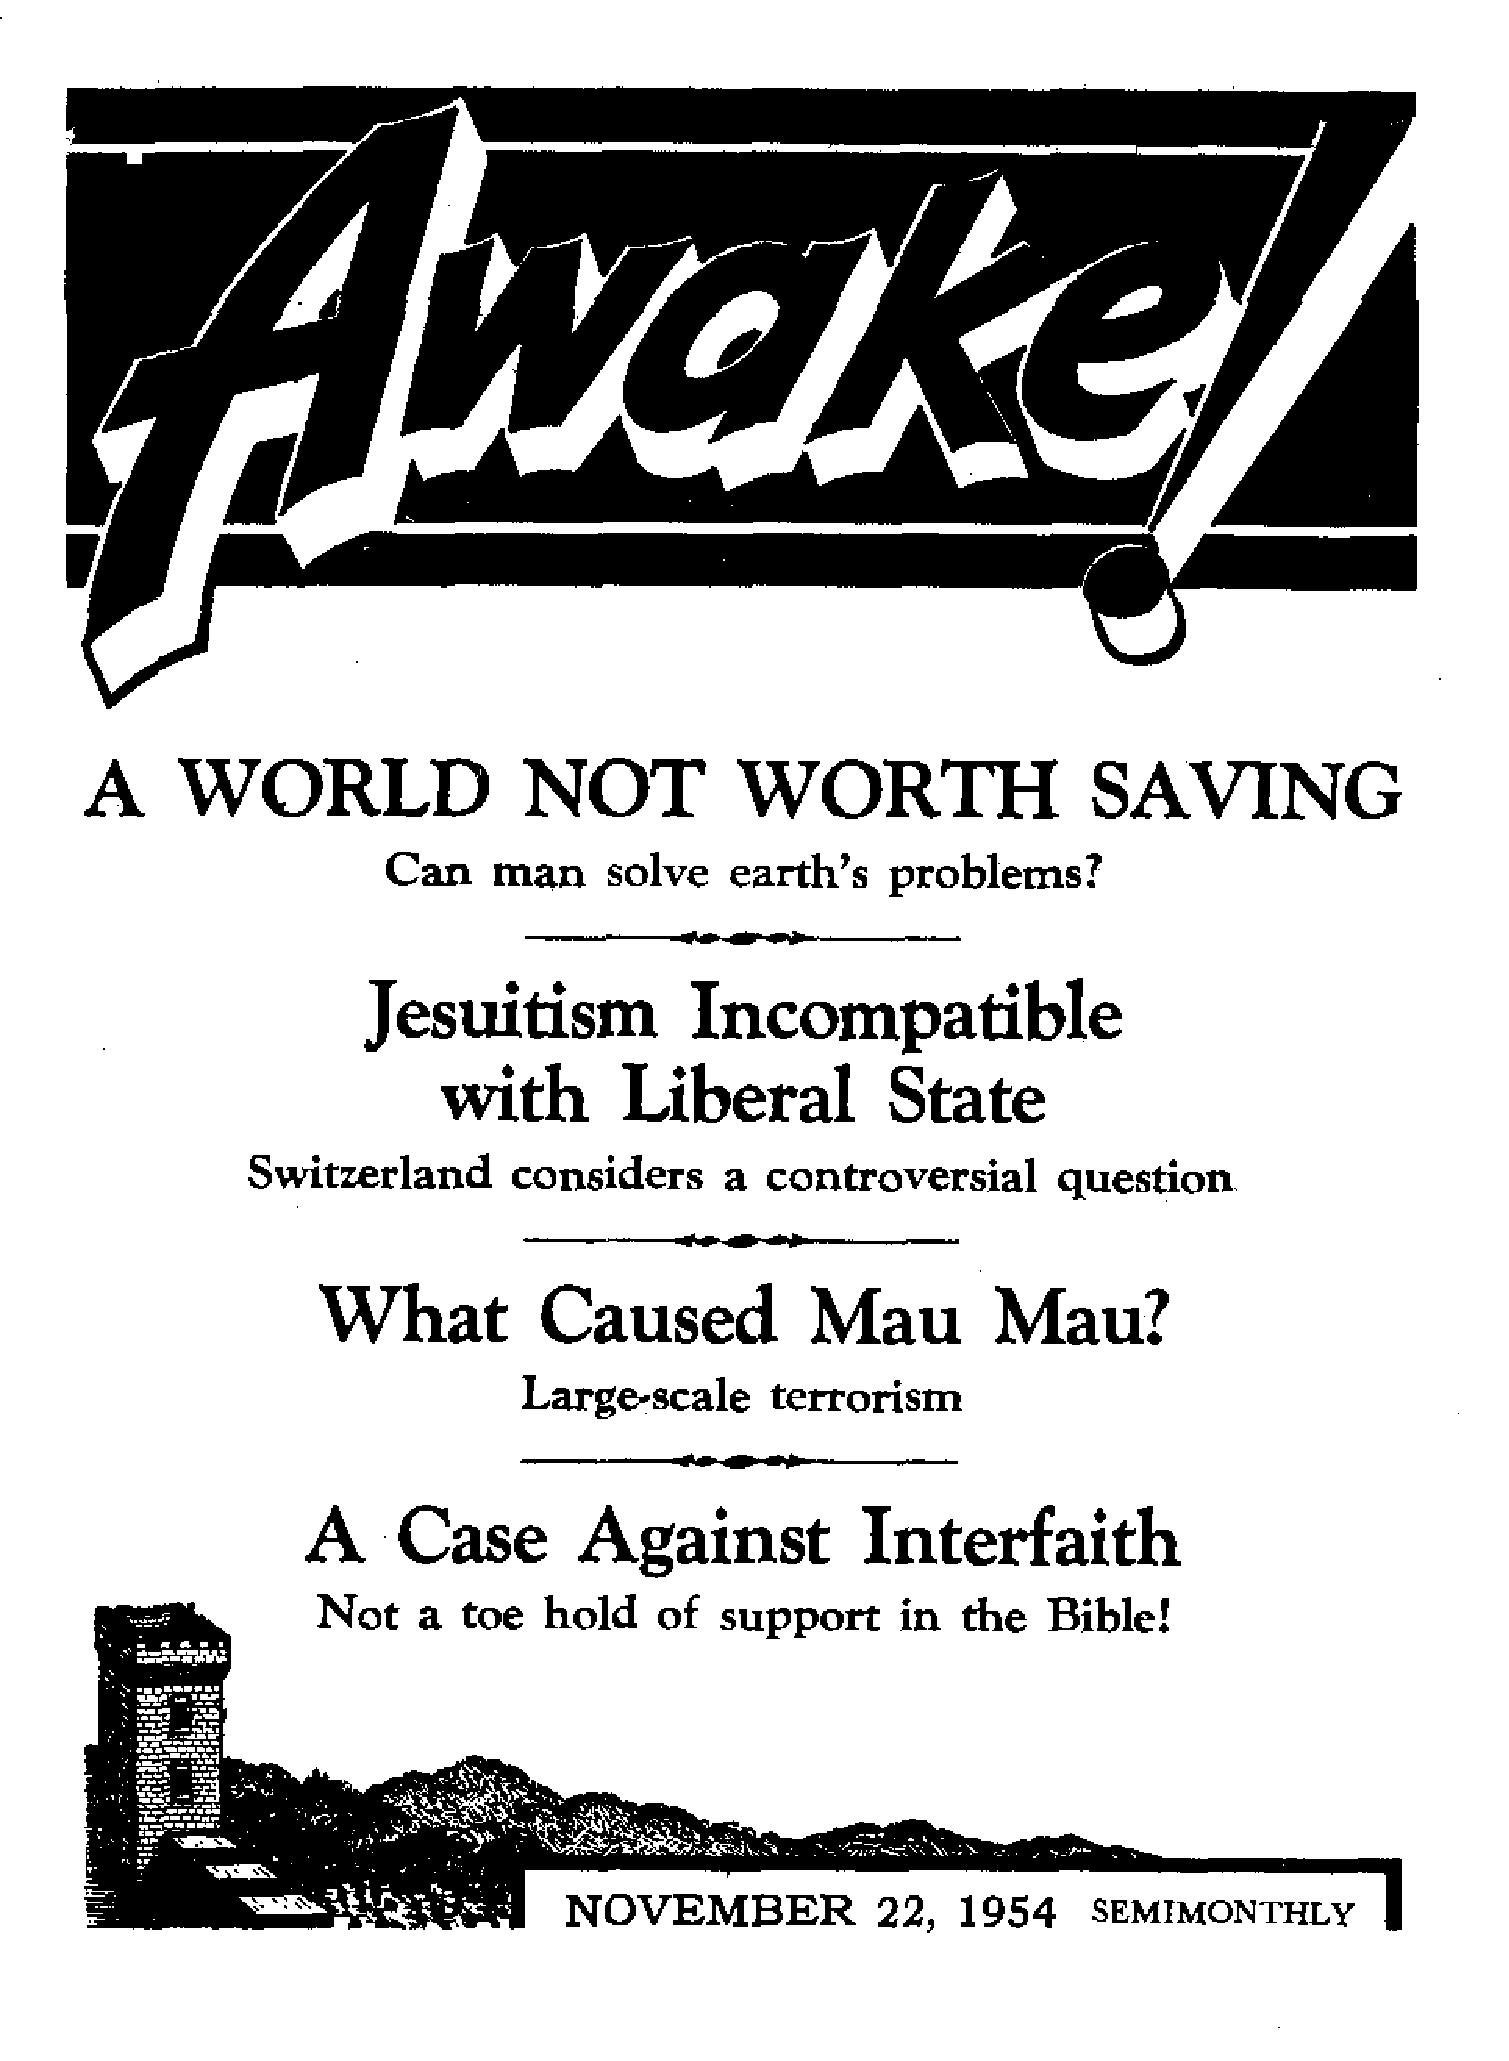 Awake!
A WORLD NOT WORTH SAVING
Can man solve earth's problems?
Jesuitism Incompatible
with Liberal State
Switzerland considers a controversial question
What Caused Mau Mau?
Large-scale terrorism
A Case Against Interfaith
Not a toe hold of support in the Bible!
NOVEMBER 22, 1954 SEMIMONTHLY